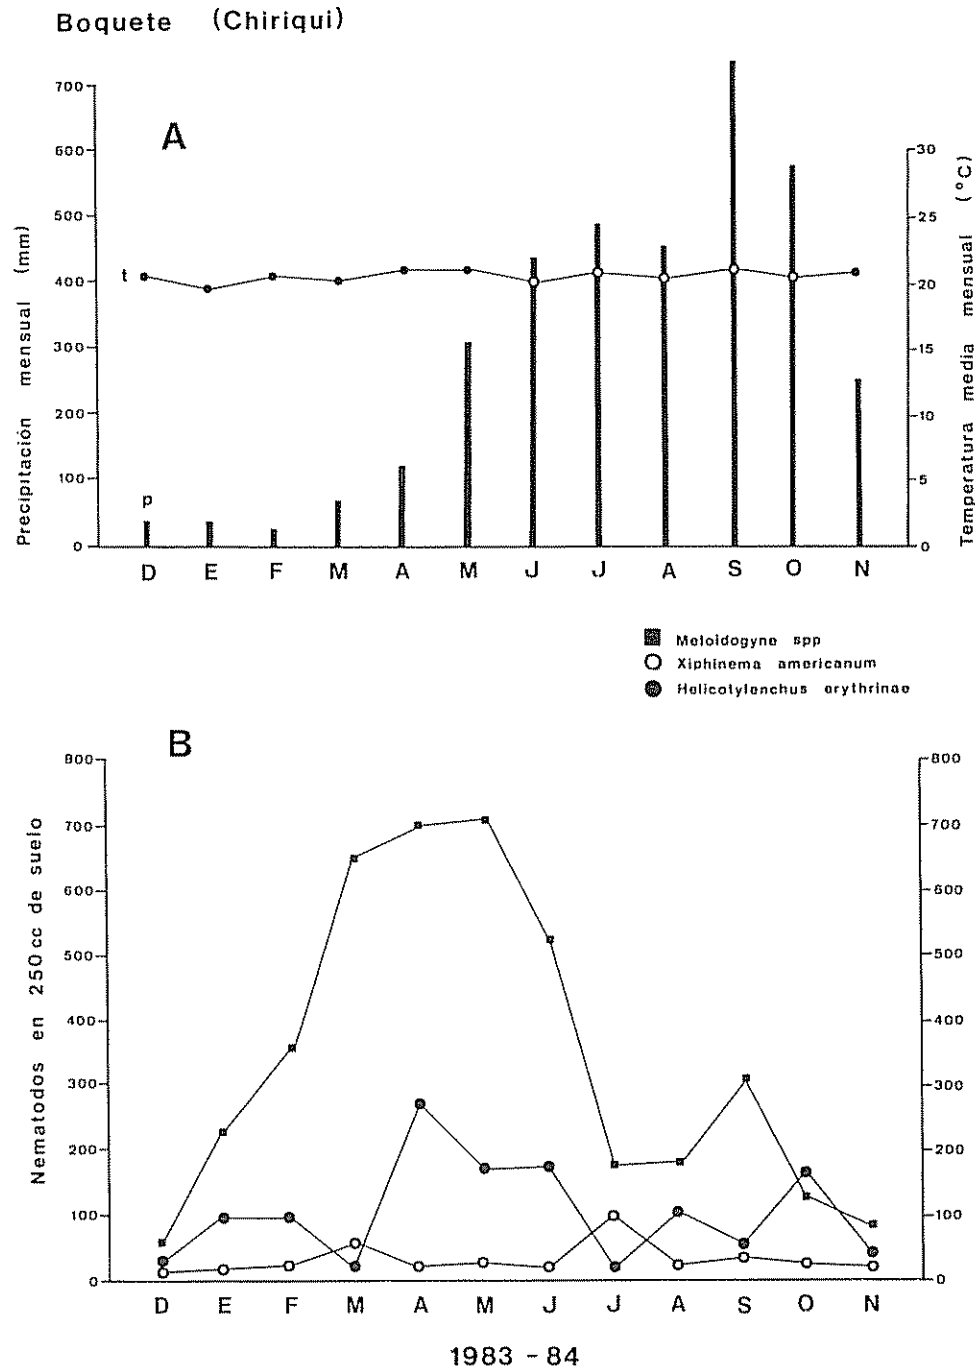 Boquete (Chiriqui)
A
Precipitación mensual (mm)
700
600
500
400
300
200
100
0
t
p
30
25
20
15
10
5
0
Temperatura media mensual (°C)
D E F M A M J J A S O N
Meloidogyne spp
Xiphinema americanum
Helicotylenchus erythrinae
B
Nematodos en 250 cc de suelo
800
700
600
500
400
300
200
100
0
800
700
600
500
400
300
200
100
0
D E F M A M J J A S O N
1983 - 84